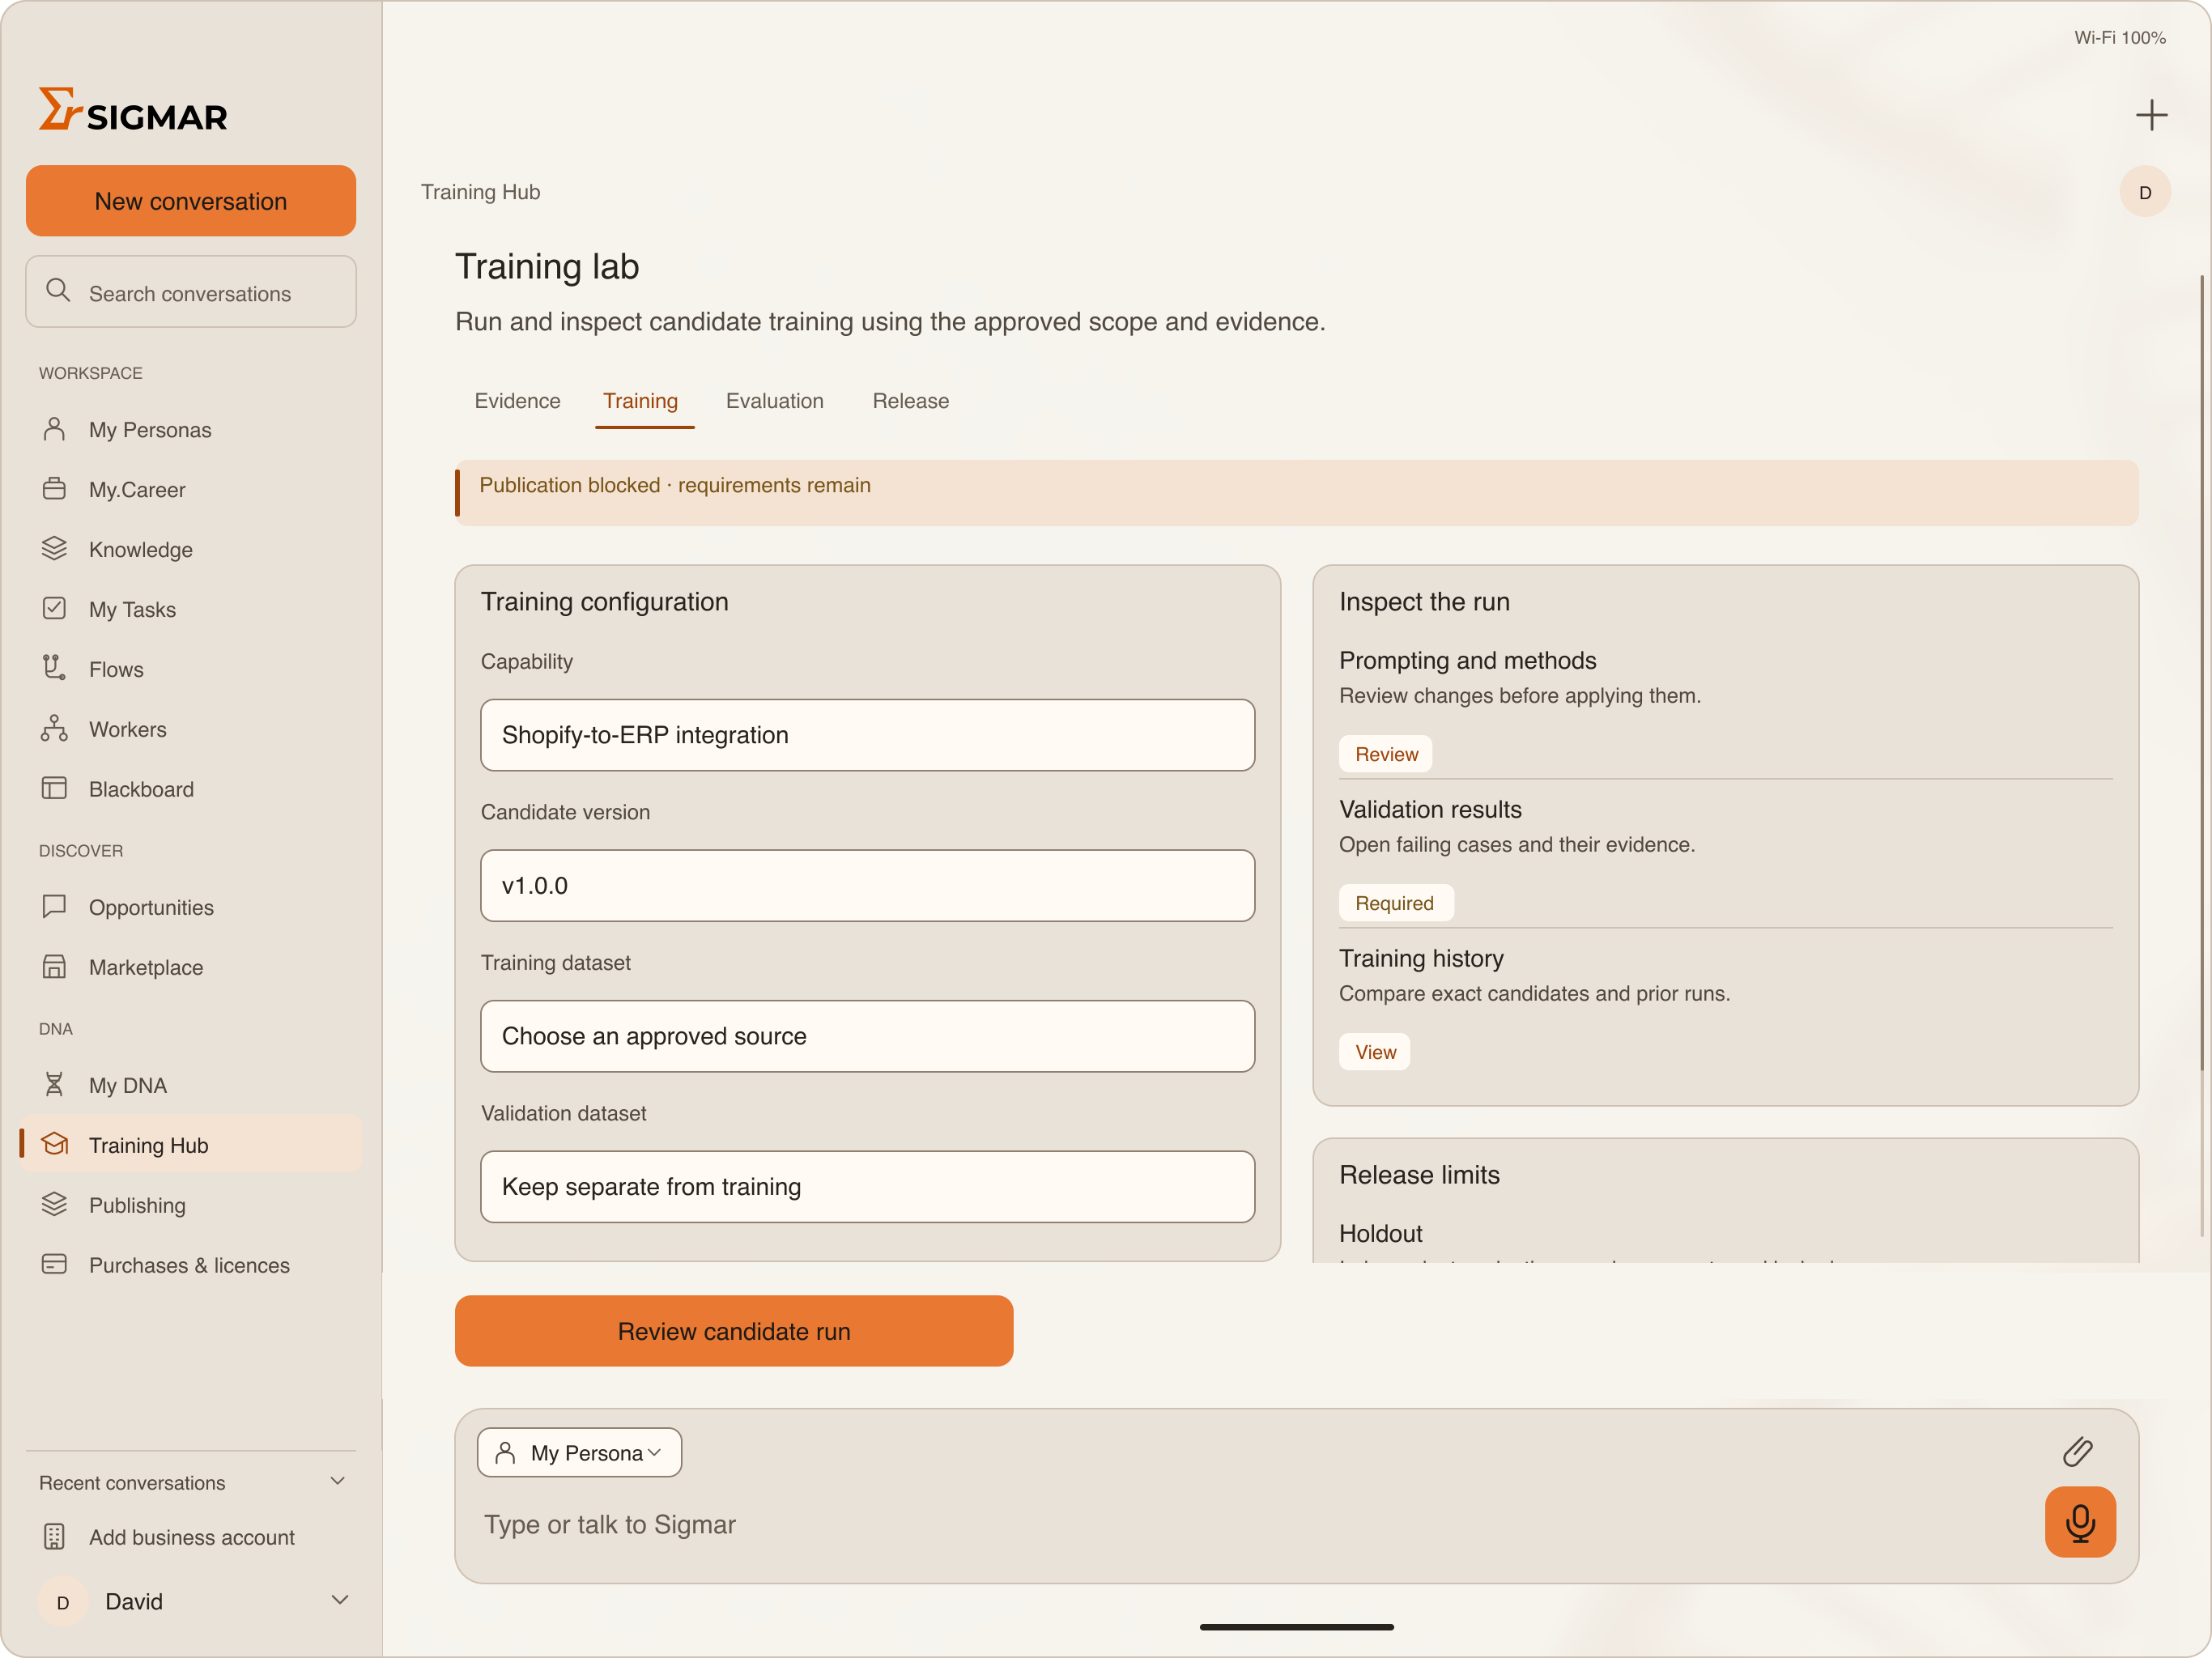 Wi-Fi 100%
Σr SIGMAR
New conversation
Search conversations
WORKSPACE
My Personas
My.Career
Knowledge
My Tasks
Flows
Workers
Blackboard
DISCOVER
Opportunities
Marketplace
DNA
My DNA
Training Hub
Publishing
Purchases & licences
Recent conversations
Add business account
D
David
Training Hub
D
Training lab
Run and inspect candidate training using the approved scope and evidence.
Evidence
Training
Evaluation
Release
Publication blocked · requirements remain
Training configuration
Capability
Shopify-to-ERP integration
Candidate version
v1.0.0
Training dataset
Choose an approved source
Validation dataset
Keep separate from training
Inspect the run
Prompting and methods
Review changes before applying them.
Review
Validation results
Open failing cases and their evidence.
Required
Training history
Compare exact candidates and prior runs.
View
Release limits
Holdout
Review candidate run
My Persona
Type or talk to Sigmar